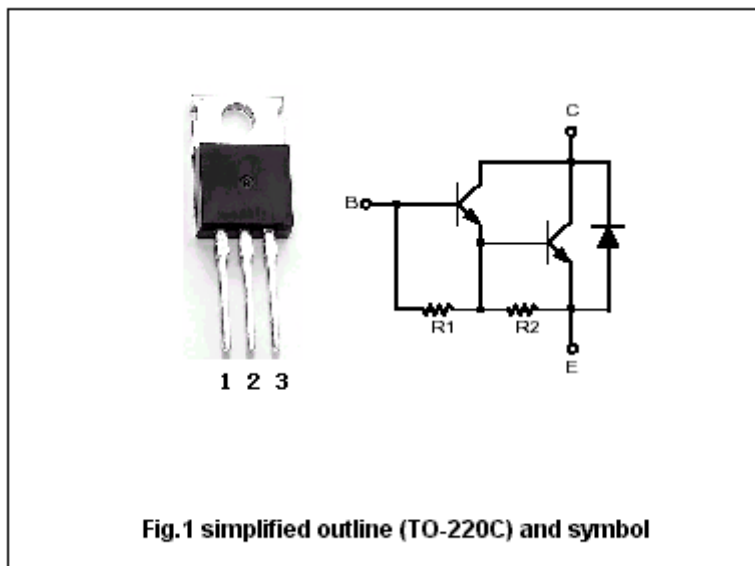 C
B
R1
R2
E
1 2 3
Fig.1 simplified outline (TO-220C) and symbol